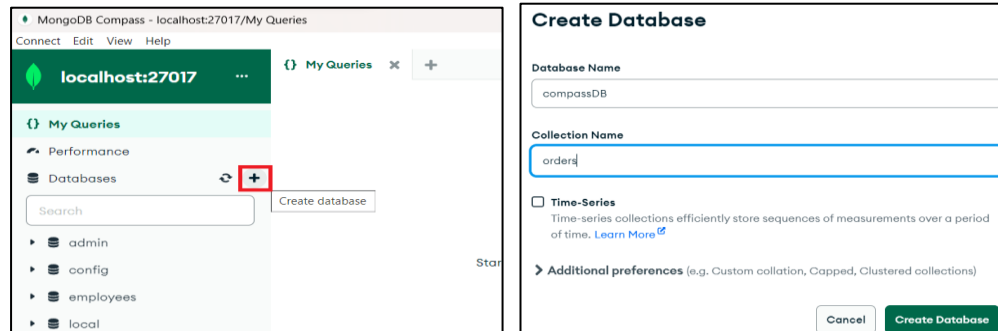 MongoDB Compass - localhost:27017/My Queries
Connect Edit View Help
localhost:27017 ...
{} My Queries
{} My Queries
Performance
Databases
Create database
Search
admin
config
Star
employees
local
Create Database
Database Name
compassDB
Collection Name
orders
Time-Series
Time-series collections efficiently store sequences of measurements over a period
of time. Learn More
Additional preferences (e.g. Custom collation, Capped, Clustered collections)
Cancel Create Database